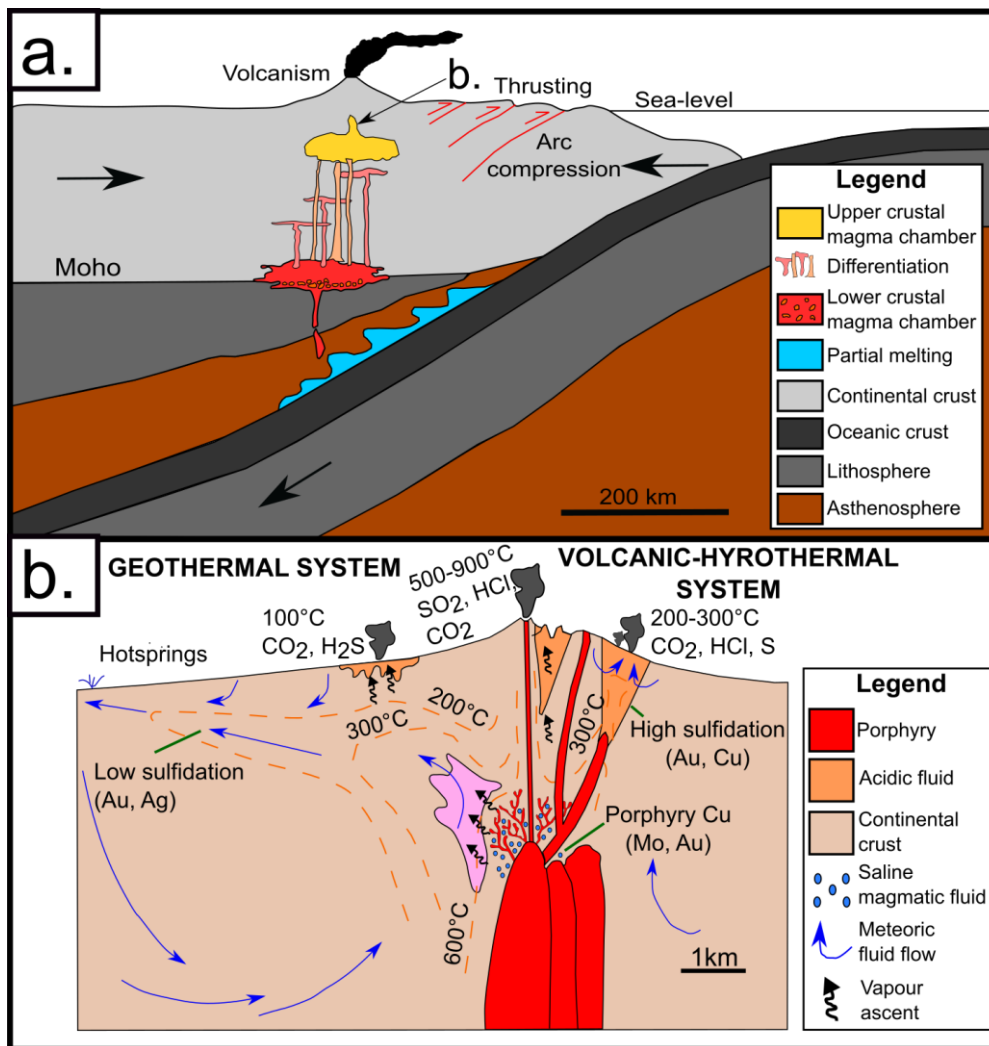 a.
Volcanism
b.
Thrusting
Sea-level
Arc
compression
Moho
200 km
Legend
Upper crustal
magma chamber
Differentiation
Lower crustal
magma chamber
Partial melting
Continental crust
Oceanic crust
Lithosphere
Asthenosphere
b.
GEOTHERMAL SYSTEM
500-900°C
SO2, HCl,
CO2
VOLCANIC-HYROTHERMAL
SYSTEM
100°C
CO2, H2S
200-300°C
CO2, HCl, S
Hotsprings
200°C
300°C
300°C
High sulfidation
(Au, Cu)
Low sulfidation
(Au, Ag)
Porphyry Cu
(Mo, Au)
600°C
1km
Legend
Porphyry
Acidic fluid
Continental
crust
Saline
magmatic fluid
Meteoric
fluid flow
Vapour
ascent